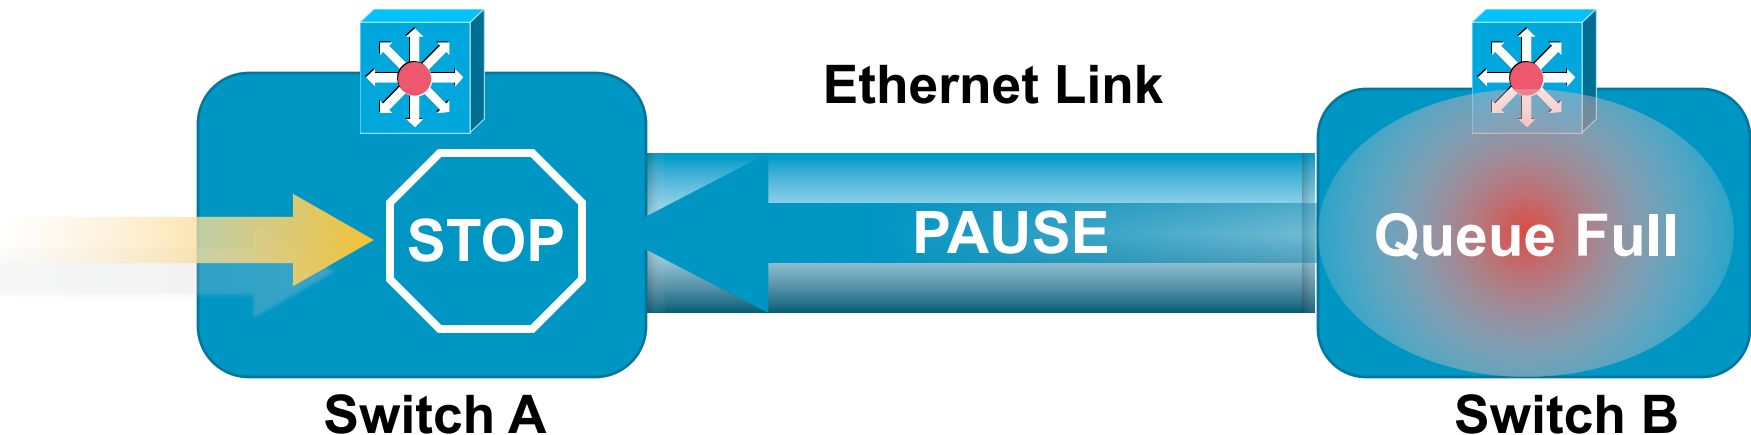 Ethernet Link
STOP
PAUSE
Queue Full
Switch A
Switch B